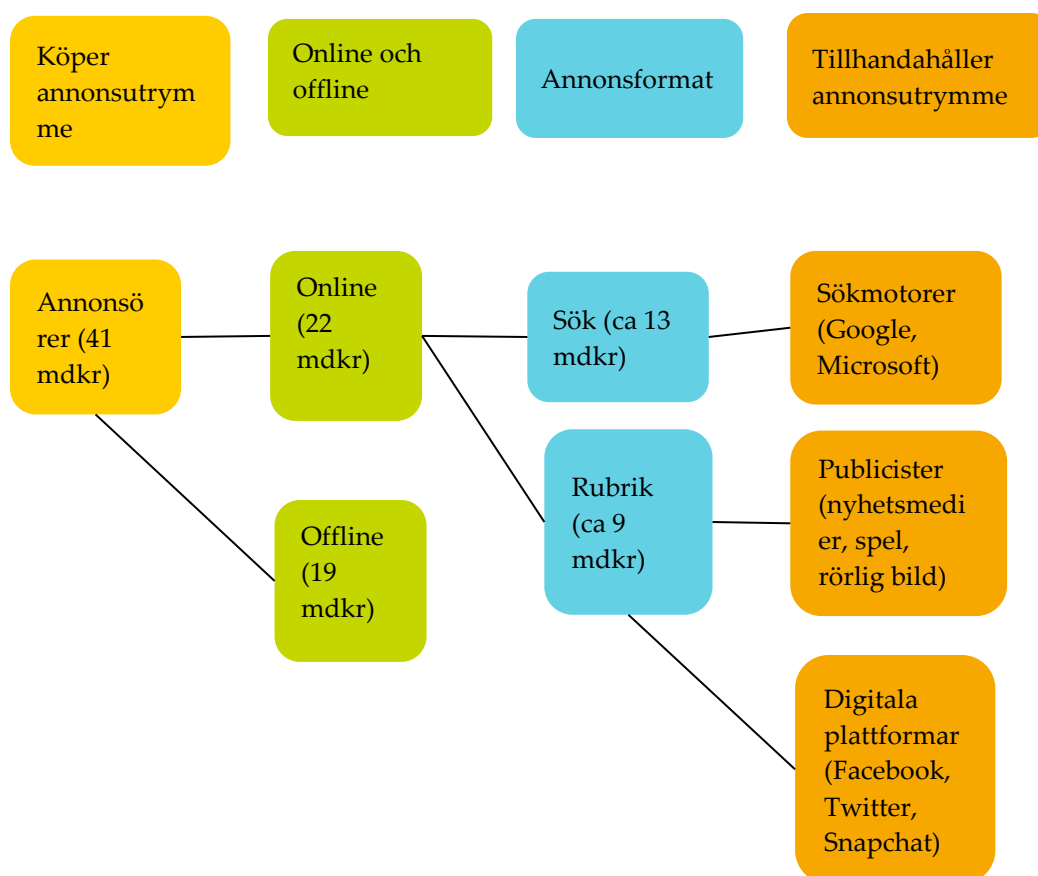 Köper
annonsutrym
me
Online och
offline
Annonsformat
Tillhandahåller
annonsutrymme
Annonsö
rer (41
mdkr)
Online
(22
mdkr)
Sök (ca 13
mdkr)
Sökmotorer
(Google,
Microsoft)
Offline
(19
mdkr)
Rubrik
(ca 9
mdkr)
Publicister
(nyhetsmedi
er, spel,
rörlig bild)
Digitala
plattformar
(Facebook,
Twitter,
Snapchat)